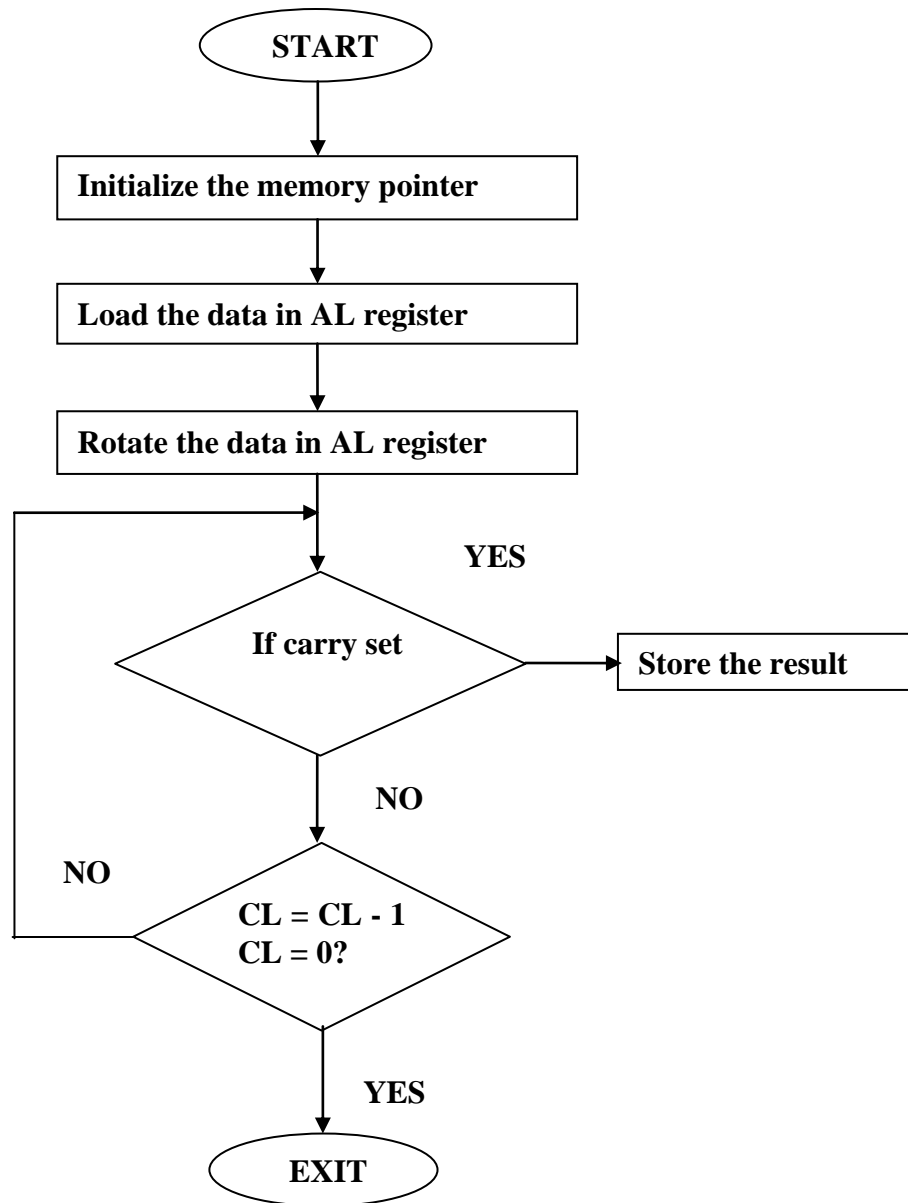 START
Initialize the memory pointer
Load the data in AL register
Rotate the data in AL register
YES
If carry set
Store the result
NO
NO
CL = CL - 1
CL = 0?
YES
EXIT